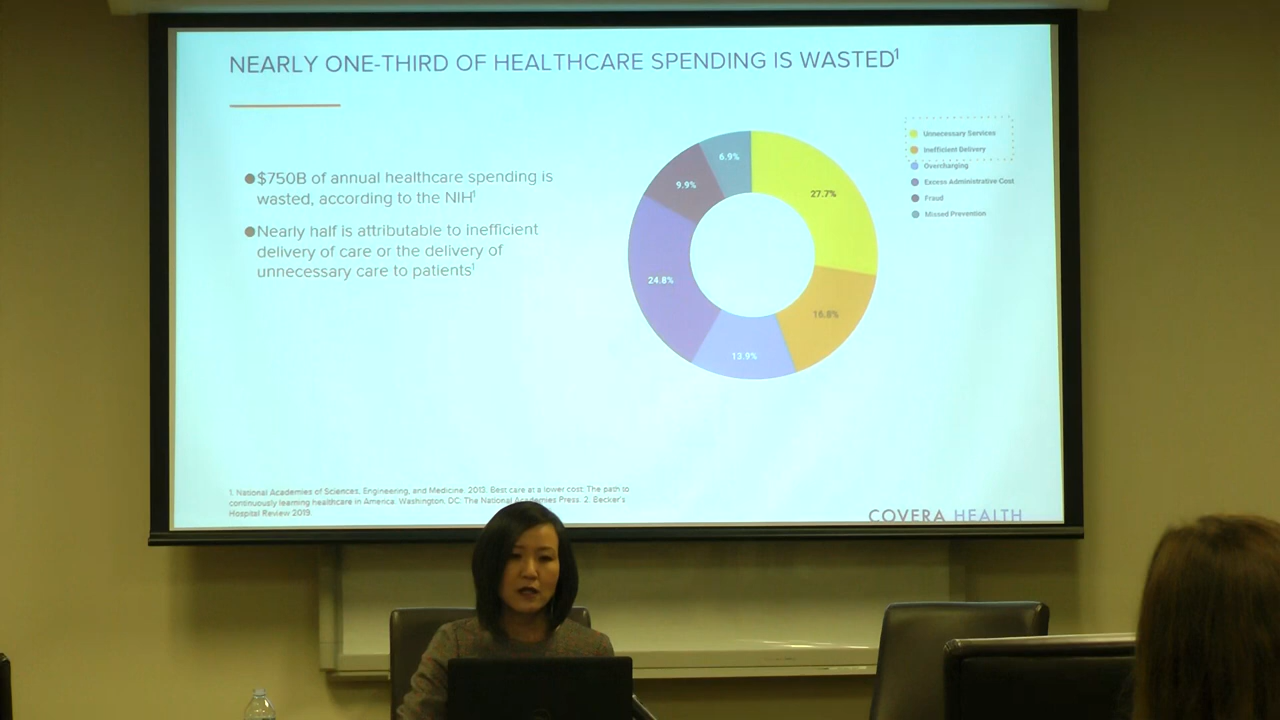 NEARLY ONE-THIRD OF HEALTHCARE SPENDING IS WASTED¹
●$750B of annual healthcare spending is
wasted, according to the NIH¹
●Nearly half is attributable to inefficient
delivery of care or the delivery of
unnecessary care to patients¹
6.9%
9.9%
27.7%
24.8%
16.8%
13.9%
Unnecessary Services
Inefficient Delivery
Overcharging
Excess Administrative Cost
Fraud
Missed Prevention
1. National Academies of Sciences, Engineering, and Medicine. 2013. Best care at a lower cost: The path to
continuously learning healthcare in America. Washington, DC: The National Academies Press. 2. Becker's
Hospital Review 2019.
COVERA HEALTH